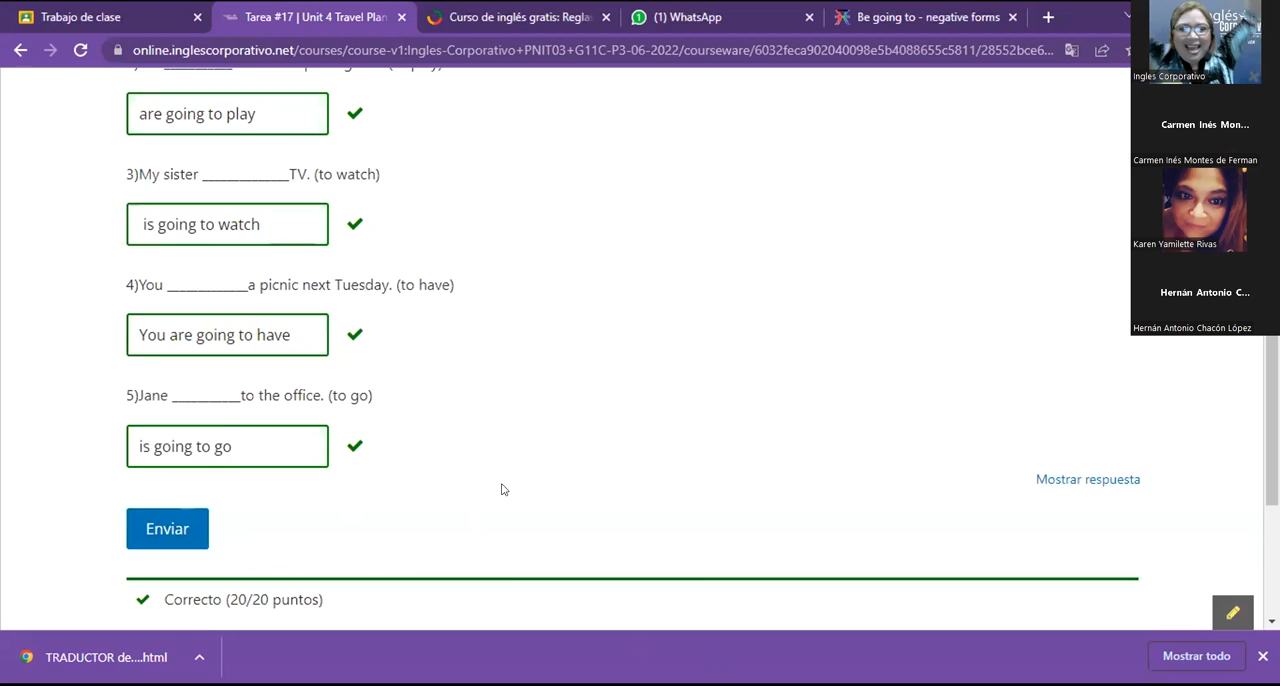 Trabajo de clase
Tarea #17 | Unit 4 Travel Plan
Curso de inglés gratis: Regla
(1) WhatsApp
Be going to - negative forms
online.inglescorporativo.net/courses/course-v1:Ingles-Corporativo+PNIT03+G11C-P3-06-2022/courseware/6032feca902040098e5b4088655c5811/28552bce6...
Ingles Corporativo
Carmen Inés Mon...
Carmen Inés Montes de Ferman
Karen Yamilette Rivas
Hernán Antonio C...
Hernán Antonio Chacón López
are going to play
3)My sister ______________TV. (to watch)
is going to watch
4)You _____________a picnic next Tuesday. (to have)
You are going to have
5)Jane ___________to the office. (to go)
is going to go
Mostrar respuesta
Enviar
Correcto (20/20 puntos)
TRADUCTOR de....html
Mostrar todo